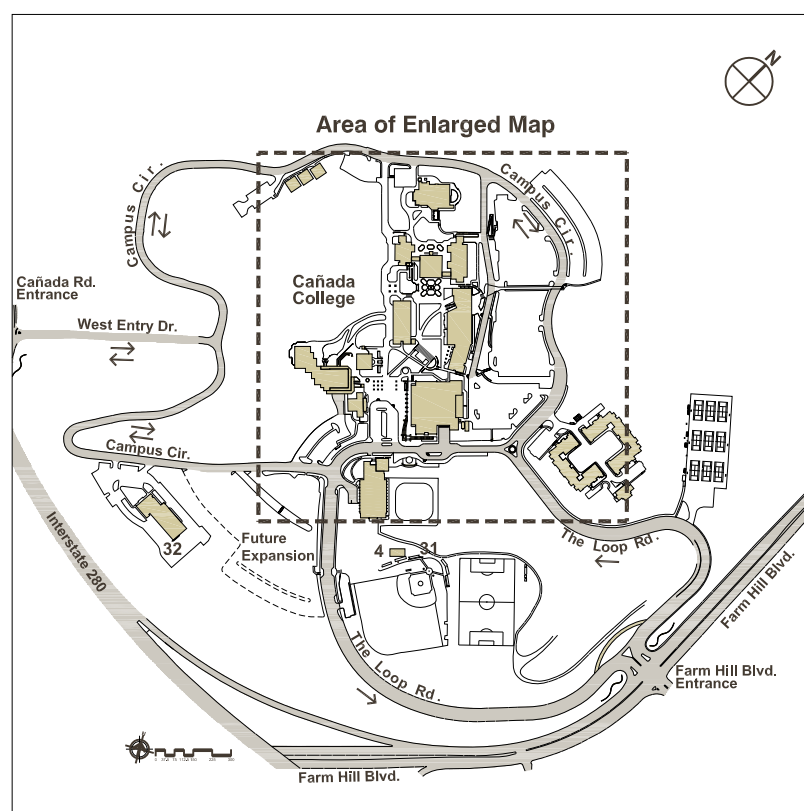 N
Area of Enlarged Map
Campus Cir.
Campus Cir.
Cañada
College
Cañada Rd.
Entrance
West Entry Dr.
Campus Cir.
Interstate 280
32
Future
Expansion
4
31
The Loop Rd.
Farm Hill Blvd.
The Loop Rd.
Farm Hill Blvd.
Entrance
Farm Hill Blvd.